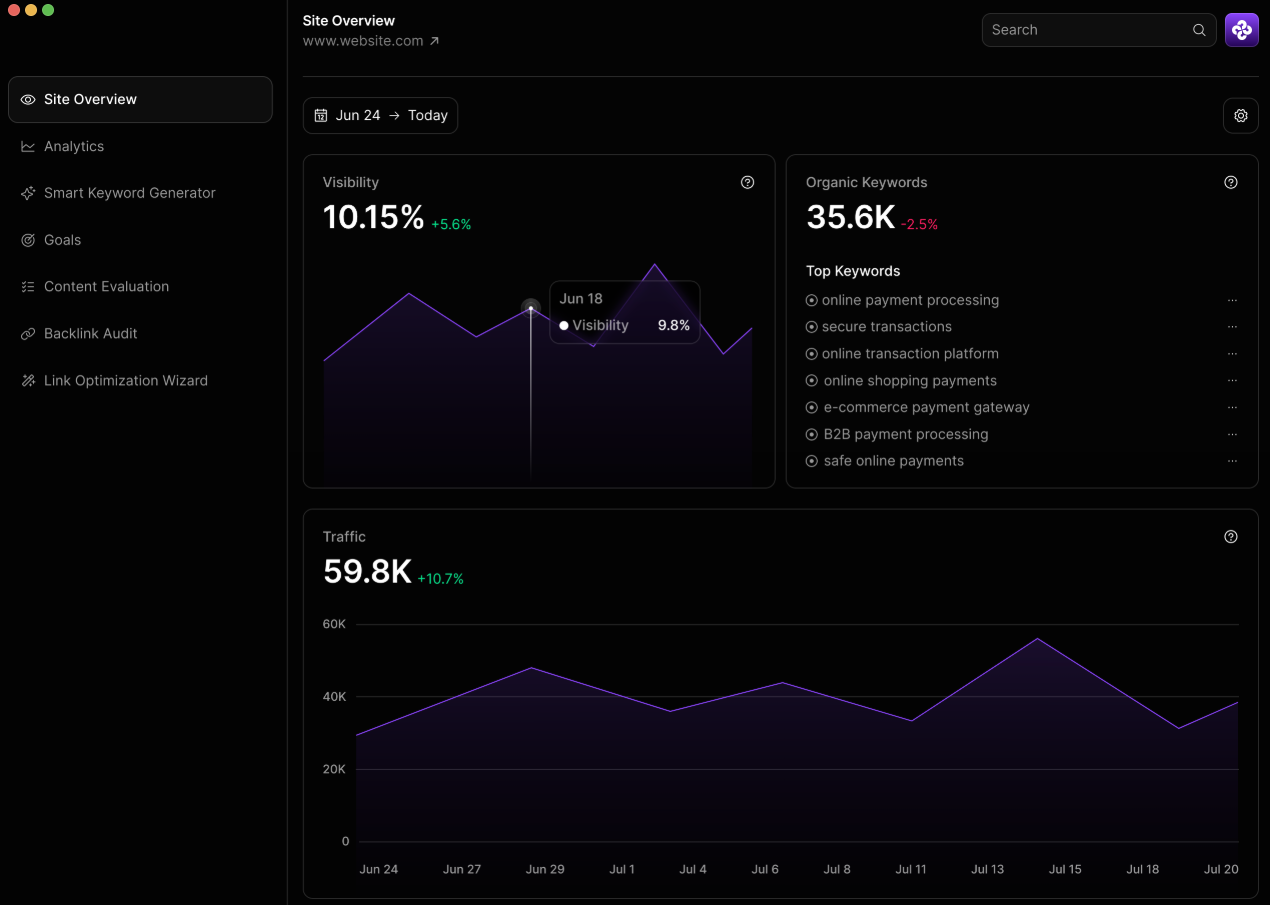 Site Overview
www.website.com
Search
Site Overview
Analytics
Smart Keyword Generator
Goals
Content Evaluation
Backlink Audit
Link Optimization Wizard
12 Jun 24 → Today
Visibility
10.15% +5.6%
Jun 18
Visibility 9.8%
Organic Keywords
35.6K -2.5%
Top Keywords
online payment processing
secure transactions
online transaction platform
online shopping payments
e-commerce payment gateway
B2B payment processing
safe online payments
Traffic
59.8K +10.7%
60K
40K
20K
0
Jun 24 Jun 27 Jun 29 Jul 1 Jul 4 Jul 6 Jul 8 Jul 11 Jul 13 Jul 15 Jul 18 Jul 20